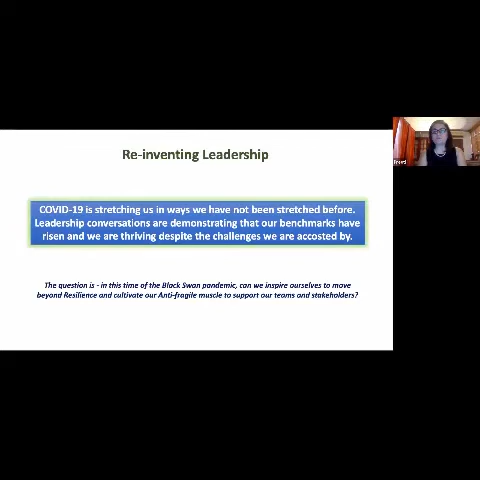 Re-inventing Leadership
COVID-19 is stretching us in ways we have not been stretched before.
Leadership conversations are demonstrating that our benchmarks have
risen and we are thriving despite the challenges we are accosted by.
The question is - in this time of the Black Swan pandemic, can we inspire ourselves to move
beyond Resilience and cultivate our Anti-fragile muscle to support our teams and stakeholders?